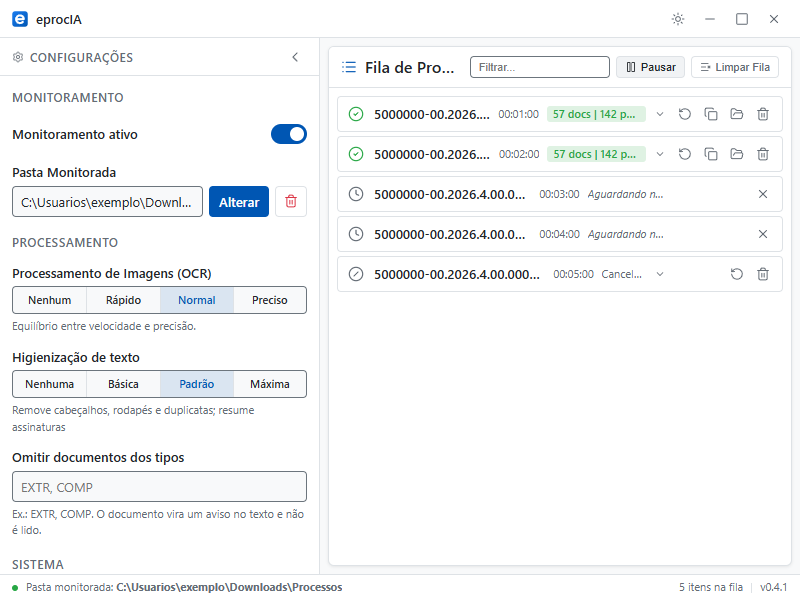 eprocIA
CONFIGURAÇÕES
MONITORAMENTO
Monitoramento ativo
Pasta Monitorada
C:\Usuarios\exemplo\Downl...
Alterar
PROCESSAMENTO
Processamento de Imagens (OCR)
Nenhum Rápido Normal Preciso
Equilíbrio entre velocidade e precisão.
Higienização de texto
Nenhuma Básica Padrão Máxima
Remove cabeçalhos, rodapés e duplicatas; resume
assinaturas
Omitir documentos dos tipos
EXTR, COMP
Ex.: EXTR, COMP. O documento vira um aviso no texto e não
é lido.
SISTEMA
Fila de Pro... Filtrar... Pausar Limpar Fila
5000000-00.2026.... 00:01:00 57 docs | 142 p...
5000000-00.2026.... 00:02:00 57 docs | 142 p...
5000000-00.2026.4.00.0... 00:03:00 Aguardando n...
5000000-00.2026.4.00.0... 00:04:00 Aguardando n...
5000000-00.2026.4.00.000... 00:05:00 Cancel...
Pasta monitorada: C:\Usuarios\exemplo\Downloads\Processos
5 itens na fila v0.4.1